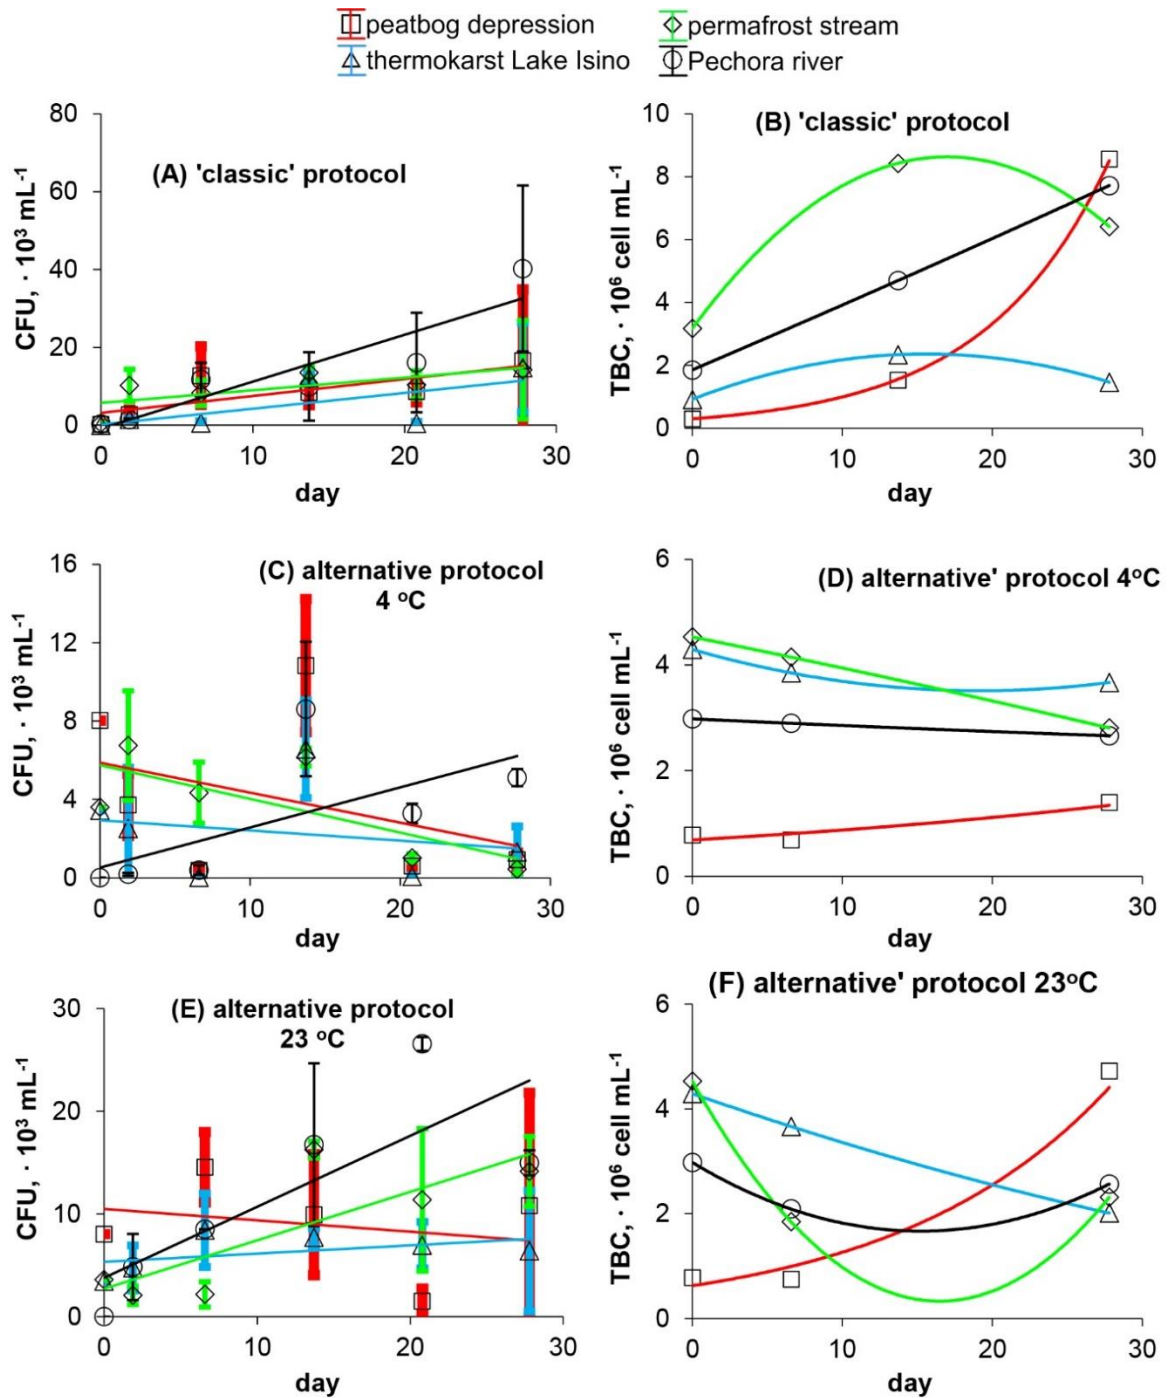 peatbog depression
permafrost stream
thermokarst Lake Isino
Pechora river
(A) 'classic' protocol
CFU, · 10³ mL⁻¹
80
60
40
20
0
0 10 20 30
day
(B) 'classic' protocol
TBC, · 10⁶ cell mL⁻¹
10
8
6
4
2
0
0 10 20 30
day
(C) alternative protocol
4 °C
CFU, · 10³ mL⁻¹
16
12
8
4
0
0 10 20 30
day
(D) alternative' protocol 4°C
TBC, · 10⁶ cell mL⁻¹
6
4
2
0
0 10 20 30
day
(E) alternative protocol
23 °C
CFU, · 10³ mL⁻¹
30
20
10
0
0 10 20 30
day
(F) alternative' protocol 23°C
TBC, · 10⁶ cell mL⁻¹
6
4
2
0
0 10 20 30
day